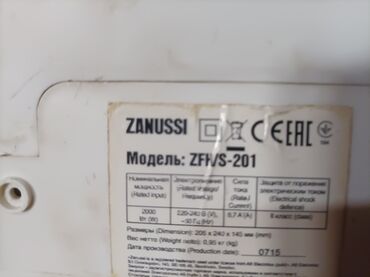 ZANUSSI CE EAC
Модель: ZFH/S-201
Номинальная мощность (Rated input)
Электропитание (Rated Voltage/ Frequency)
Сила тока (Rated Current)
Защита от поражения электрическим током (Electrical shock defence)
2000 Вт (W)
220-240 В (V), ~50 Гц (Hz)
8,7 А (A)
II класс (class)
Размеры (Dimension): 205 x 240 x 145 мм (mm)
Вес нетто (Weight netto): 0,95 кг (kg)
Дата производства (Produced on) 0715